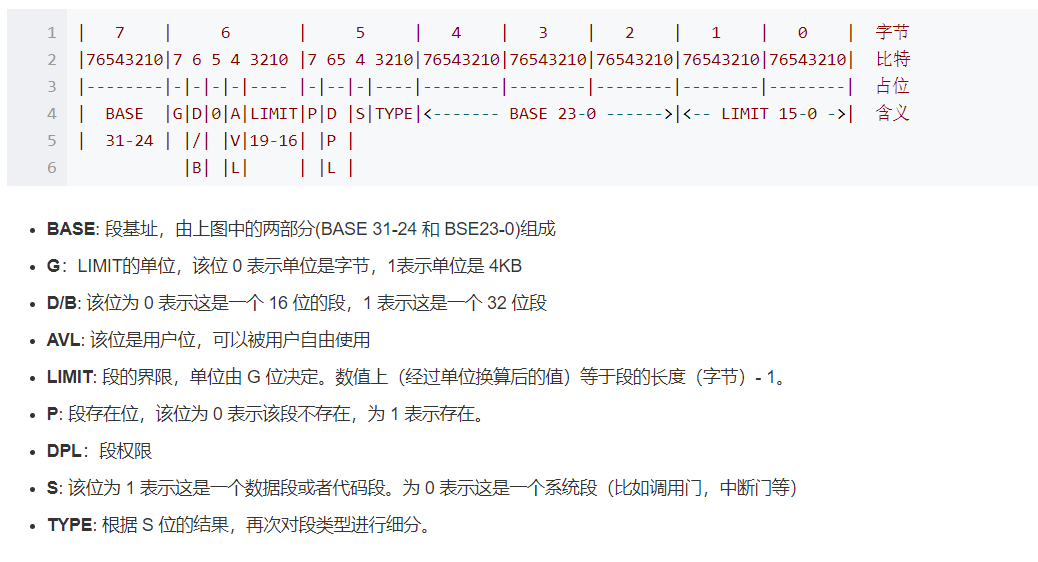 1 |   7    |     6       |     5     |   4    |   3    |   2    |   1    |   0    |  字节
2 |76543210|7 6 5 4 3210 |7 65 4 3210|76543210|76543210|76543210|76543210|76543210|  比特
3 |--------|-|-|-|-|---- |-|--|-|----|--------|--------|--------|--------|--------|  占位
4 |  BASE  |G|D|0|A|LIMIT|P|D |S|TYPE|<------- BASE 23-0 ------>|<-- LIMIT 15-0 ->|  含义
5 |  31-24 | |/| |V|19-16| |P |
6 |B| |L|     | |L |
• BASE: 段基址，由上图中的两部分(BASE 31-24 和 BSE23-0)组成
• G：LIMIT的单位，该位 0 表示单位是字节，1表示单位是 4KB
• D/B: 该位为 0 表示这是一个 16 位的段，1 表示这是一个 32 位段
• AVL: 该位是用户位，可以被用户自由使用
• LIMIT: 段的界限，单位由 G 位决定。数值上（经过单位换算后的值）等于段的长度（字节）- 1。
• P: 段存在位，该位为 0 表示该段不存在，为 1 表示存在。
• DPL：段权限
• S: 该位为 1 表示这是一个数据段或者代码段。为 0 表示这是一个系统段（比如调用门，中断门等）
• TYPE: 根据 S 位的结果，再次对段类型进行细分。